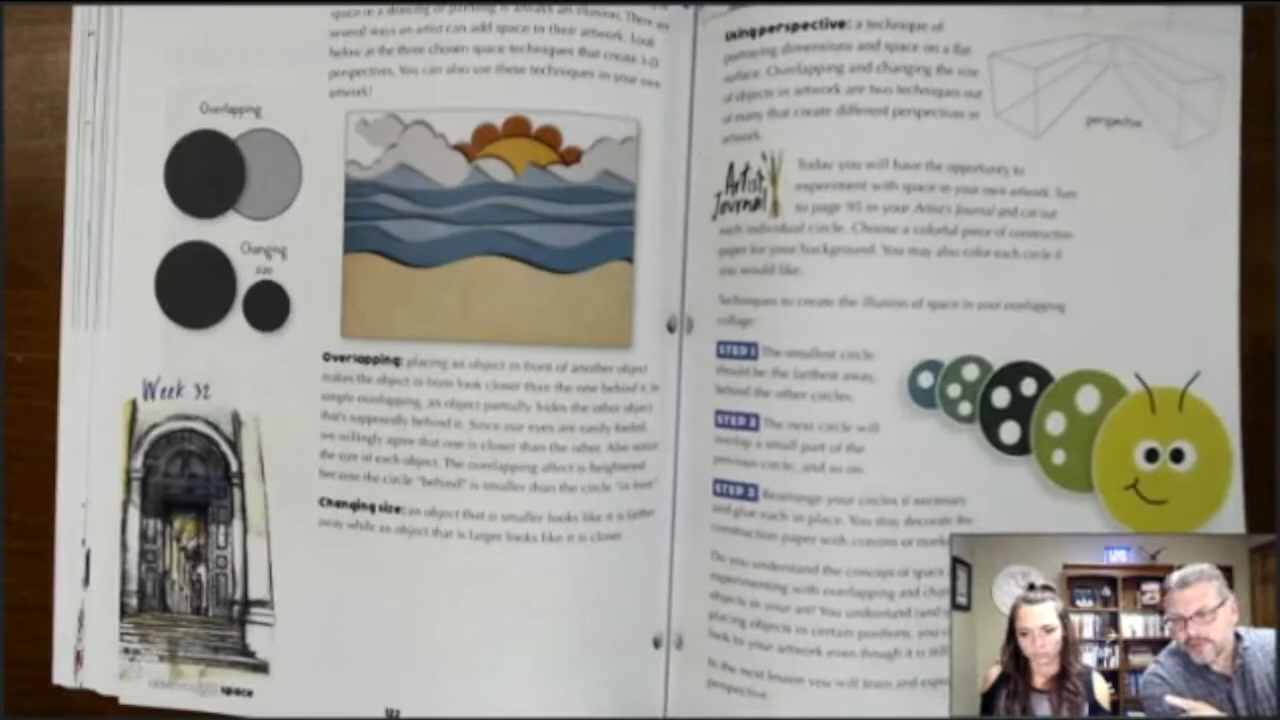 space in a drawing or painting is always an illusion. There are
several ways an artist can add space in their artwork. Look
below at the three chosen space techniques that create 3-D
perspectives. You can also use these techniques in your own
artwork!
Overlapping
Changing
size
Overlapping: placing an object in front of another object
makes the object in front look closer than the one behind it. In
simple overlapping, an object partially hides the other object
that's supposedly behind it. Since our eyes are easily fooled,
we willingly agree that one is closer than the other. Also
the size of each object. The overlapping affect is heightened
because the circle "behind" is smaller than the circle "in front"
Changing size: an object that is smaller looks like it is farther
away while an object that is larger looks like it is closer
Week 32
space
Using perspective: a technique of
portraying dimensions and space on a flat
surface. Overlapping and changing the size
of objects in artwork are two techniques out
of many that create different perspectives in
artwork.
perspective
Artist
Journal
Today you will have the opportunity to
experiment with space in your own artwork. Turn
to page 95 in your Artist's Journal and cut out
each individual circle. Choose a colorful piece of construction
paper for your background. You may also color each circle if
you would like.
Techniques to create the illusion of space in your overlapping
STEP 1 The smallest circle
should be the farthest away,
behind the other circles.
STEP 2 The next circle will
overlap a small part of the
previous circle...and so on.
STEP 3 Rearrange your circles if necessary
and glue each in place. You may decorate the
construction paper with crayons or
Do you understand the concept of space
experimenting with overlapping and
objects in your art? You understand
placing objects in certain positions, you
look to your artwork even though it is still
In the next lesson you will learn and
perspective.